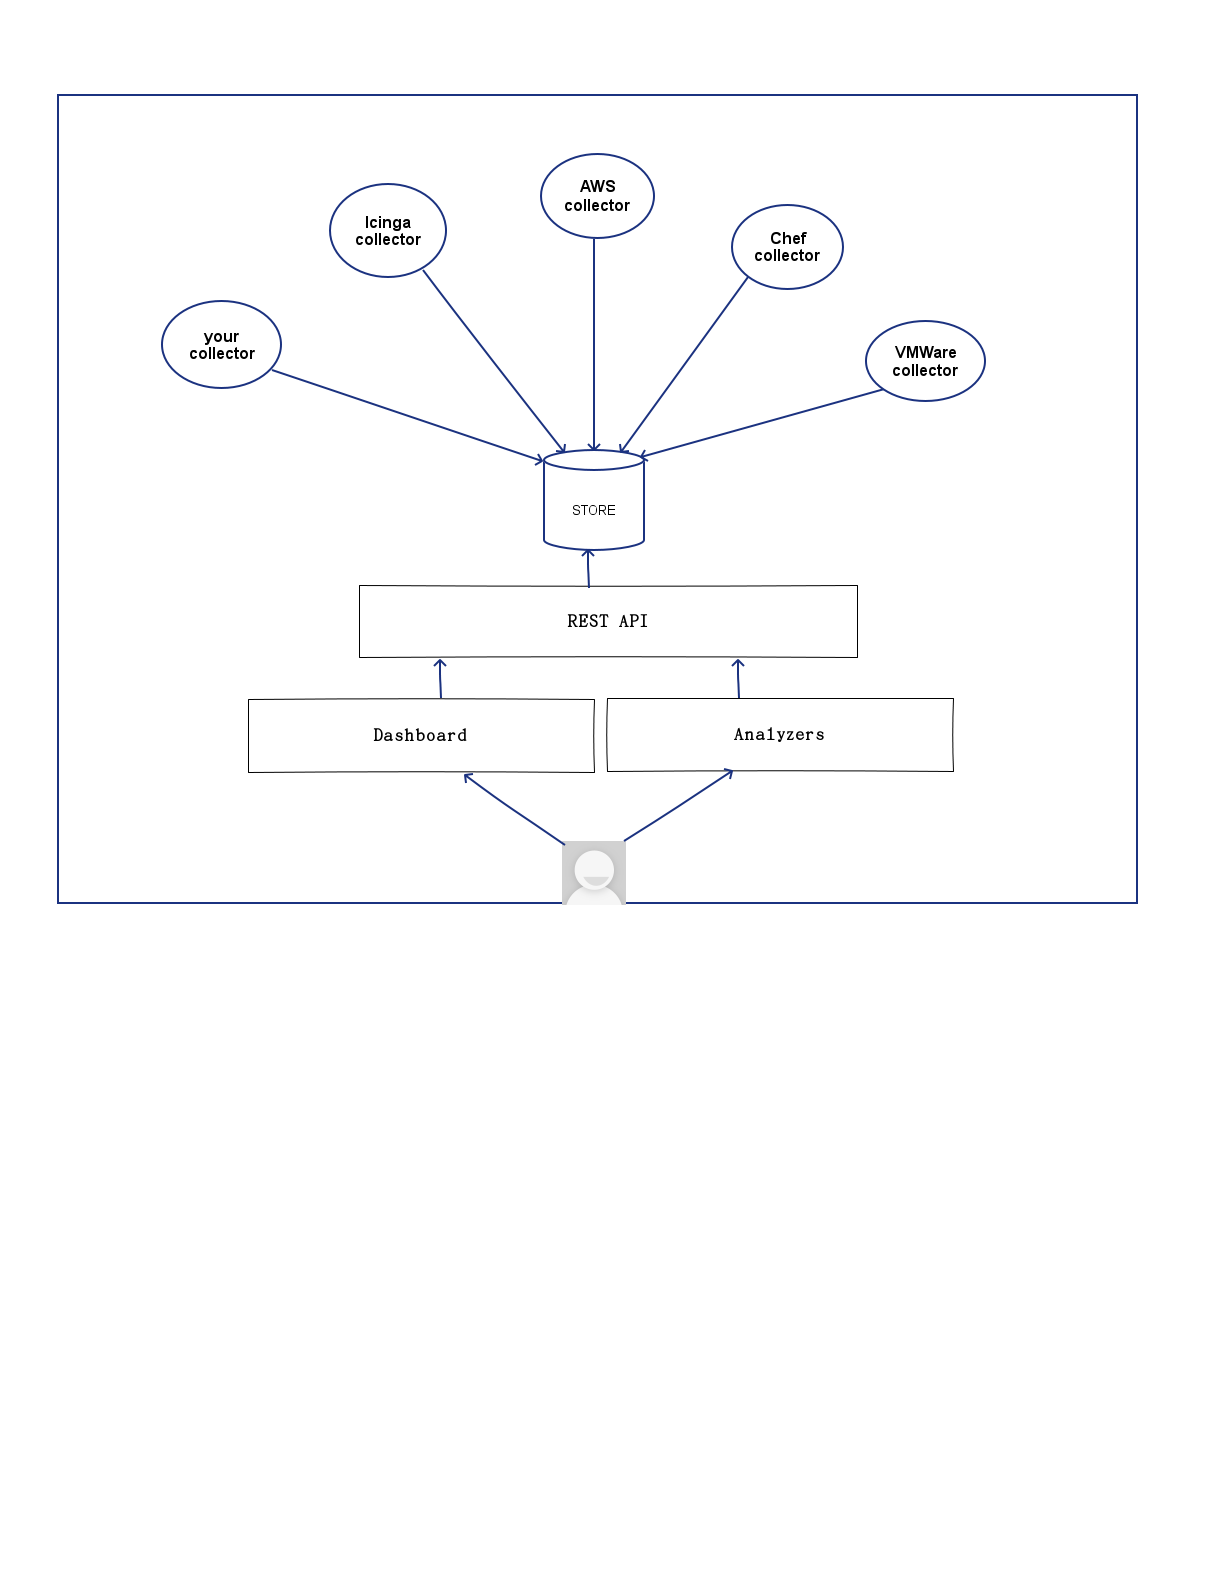 AWS
collector
Icinga
collector
Chef
collector
your
collector
VMWare
collector
STORE
REST API
Dashboard
Analyzers